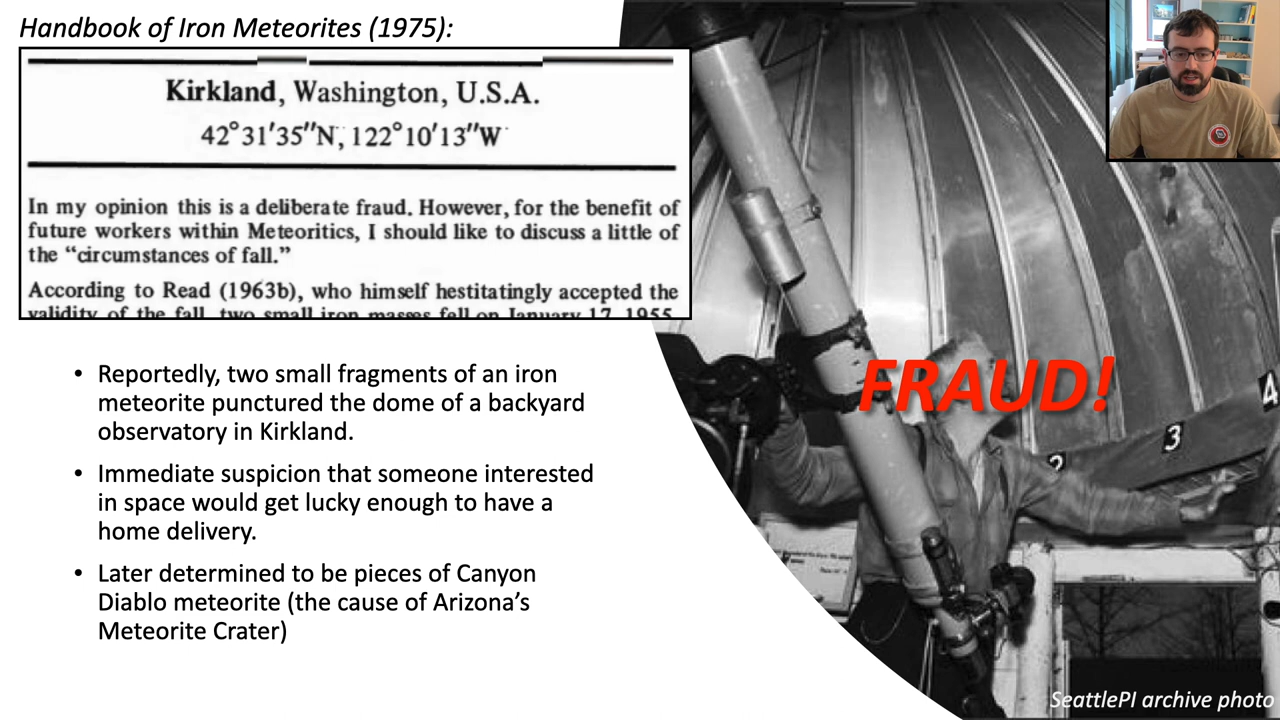 Handbook of Iron Meteorites (1975):
Kirkland, Washington, U.S.A.
42°31′35″N, 122°10′13″W
In my opinion this is a deliberate fraud. However, for the benefit of
future workers within Meteoritics, I should like to discuss a little of
the “circumstances of fall.”
According to Read (1963b), who himself hestitatingly accepted the
validity of the fall, two small iron masses fell on January 17, 1955,
• Reportedly, two small fragments of an iron
meteorite punctured the dome of a backyard
observatory in Kirkland.
• Immediate suspicion that someone interested
in space would get lucky enough to have a
home delivery.
• Later determined to be pieces of Canyon
Diablo meteorite (the cause of Arizona’s
Meteorite Crater)
FRAUD!
2
3
4
SeattlePI archive photo